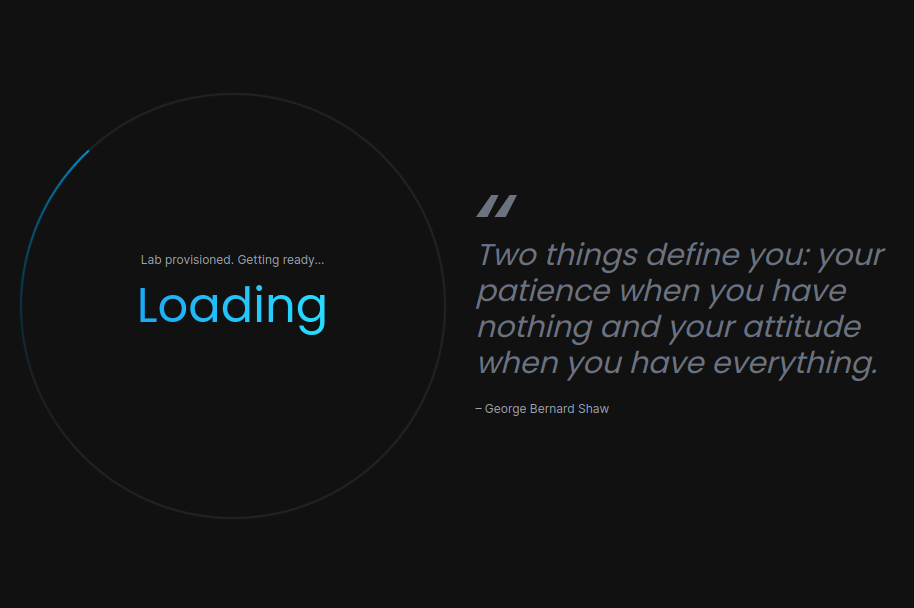 Lab provisioned. Getting ready...
Loading
"
Two things define you: your
patience when you have
nothing and your attitude
when you have everything.
– George Bernard Shaw